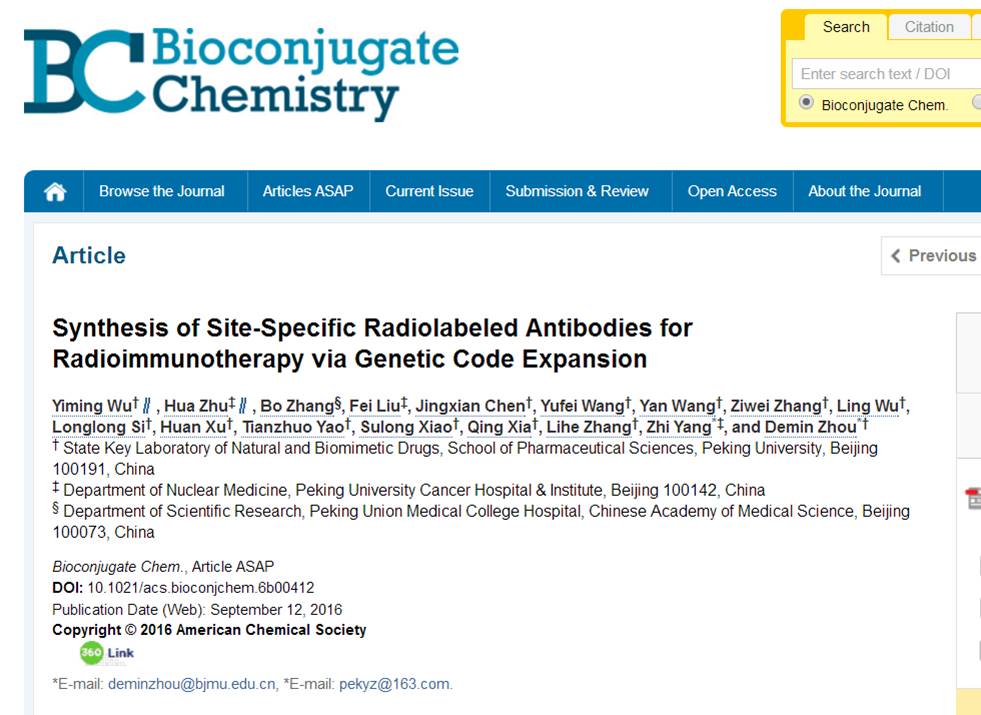 BC Bioconjugate
Chemistry
Search
Citation
Enter search text / DOI
Bioconjugate Chem.
Browse the Journal
Articles ASAP
Current Issue
Submission & Review
Open Access
About the Journal
Article
Previous
Synthesis of Site-Specific Radiolabeled Antibodies for
Radioimmunotherapy via Genetic Code Expansion
Yiming Wu†∥, Hua Zhu‡∥, Bo Zhang§, Fei Liu‡, Jingxian Chen†, Yufei Wang†, Yan Wang†, Ziwei Zhang†, Ling Wu†,
Longlong Si†, Huan Xu†, Tianzhuo Yao†, Sulong Xiao†, Qing Xia†, Lihe Zhang†, Zhi Yang*‡, and Demin Zhou*†
† State Key Laboratory of Natural and Biomimetic Drugs, School of Pharmaceutical Sciences, Peking University, Beijing
100191, China
‡ Department of Nuclear Medicine, Peking University Cancer Hospital & Institute, Beijing 100142, China
§ Department of Scientific Research, Peking Union Medical College Hospital, Chinese Academy of Medical Science, Beijing
100073, China
Bioconjugate Chem., Article ASAP
DOI: 10.1021/acs.bioconjchem.6b00412
Publication Date (Web): September 12, 2016
Copyright © 2016 American Chemical Society
360 Link
*E-mail: deminzhou@bjmu.edu.cn, *E-mail: pekyz@163.com.